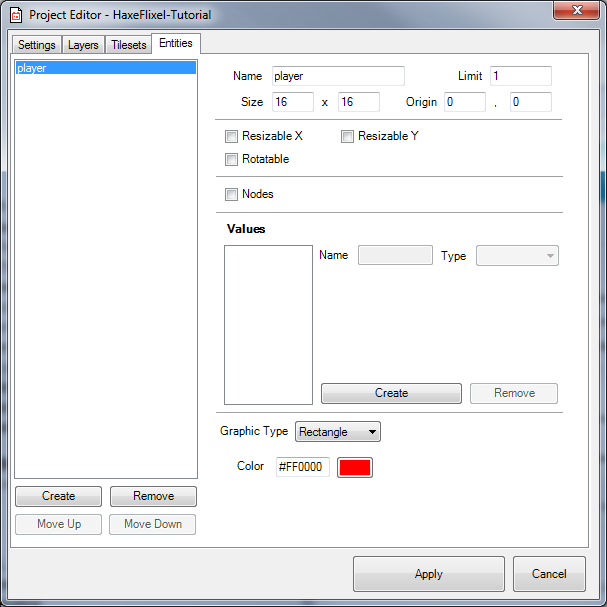 Project Editor - HaxeFlixel-Tutorial
Settings Layers Tilesets Entities
player
Name player Limit 1
Size 16 x 16 Origin 0 , 0
Resizable X Resizable Y
Rotatable
Nodes
Values
Name Type
Create Remove
Graphic Type Rectangle
Color #FF0000
Create Remove
Move Up Move Down
Apply Cancel